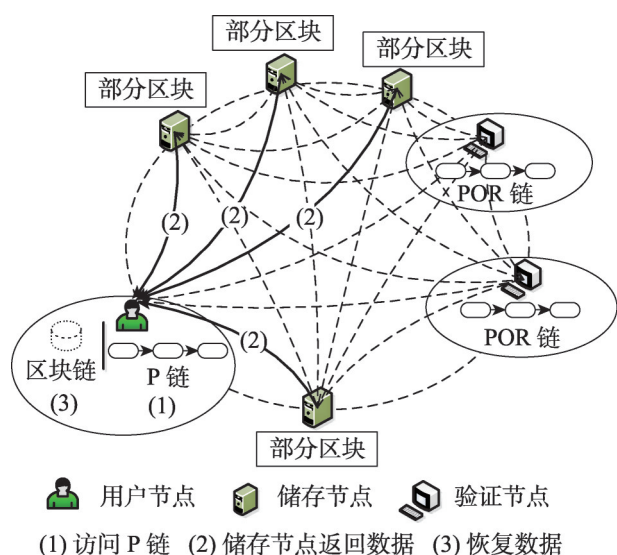 部分区块
部分区块
部分区块
(2)
(2)
(2)
POR 链
POR 链
区块链
P 链
(3)
(1)
(2)
部分区块
用户节点
储存节点
验证节点
(1) 访问 P 链 (2) 储存节点返回数据 (3) 恢复数据